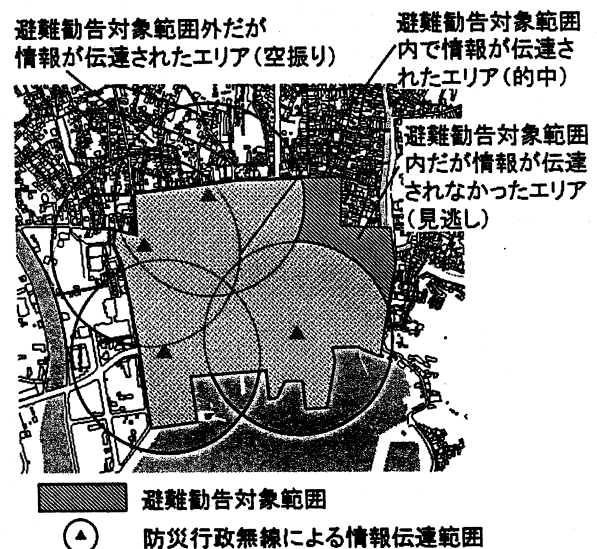 避難勧告対象範囲外だが
情報が伝達されたエリア(空振り)
避難勧告対象範囲
内で情報が伝達さ
れたエリア(的中)
避難勧告対象範囲
内だが情報が伝達
されなかったエリア
(見逃し)
避難勧告対象範囲
防災行政無線による情報伝達範囲